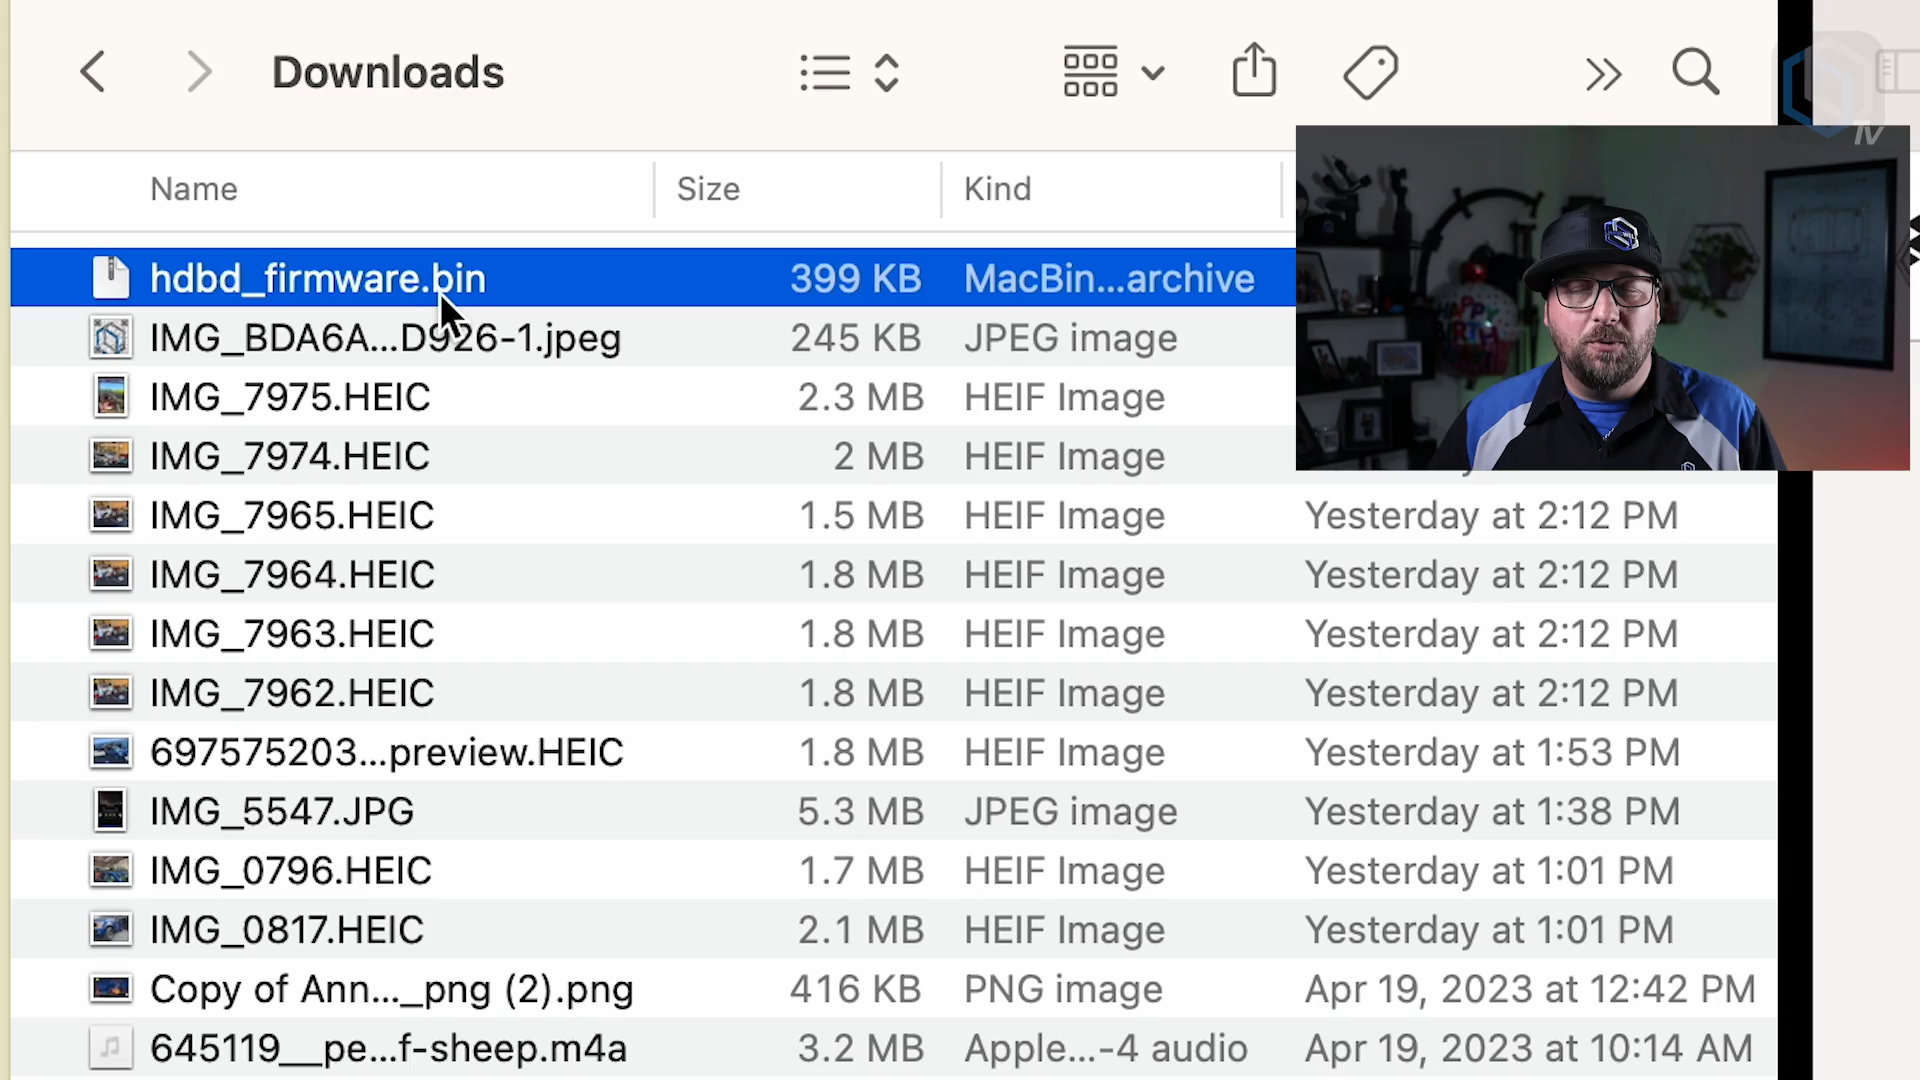 Downloads
Tv
Name Size Kind
hdbd_firmware.bin 399 KB MacBin...archive
IMG_BDA6A...D926-1.jpeg 245 KB JPEG image
IMG_7975.HEIC 2.3 MB HEIF Image
IMG_7974.HEIC 2 MB HEIF Image
IMG_7965.HEIC 1.5 MB HEIF Image Yesterday at 2:12 PM
IMG_7964.HEIC 1.8 MB HEIF Image Yesterday at 2:12 PM
IMG_7963.HEIC 1.8 MB HEIF Image Yesterday at 2:12 PM
IMG_7962.HEIC 1.8 MB HEIF Image Yesterday at 2:12 PM
697575203...preview.HEIC 1.8 MB HEIF Image Yesterday at 1:53 PM
IMG_5547.JPG 5.3 MB JPEG image Yesterday at 1:38 PM
IMG_0796.HEIC 1.7 MB HEIF Image Yesterday at 1:01 PM
IMG_0817.HEIC 2.1 MB HEIF Image Yesterday at 1:01 PM
Copy of Ann..._png (2).png 416 KB PNG image Apr 19, 2023 at 12:42 PM
645119__pe...f-sheep.m4a 3.2 MB Apple...-4 audio Apr 19, 2023 at 10:14 AM